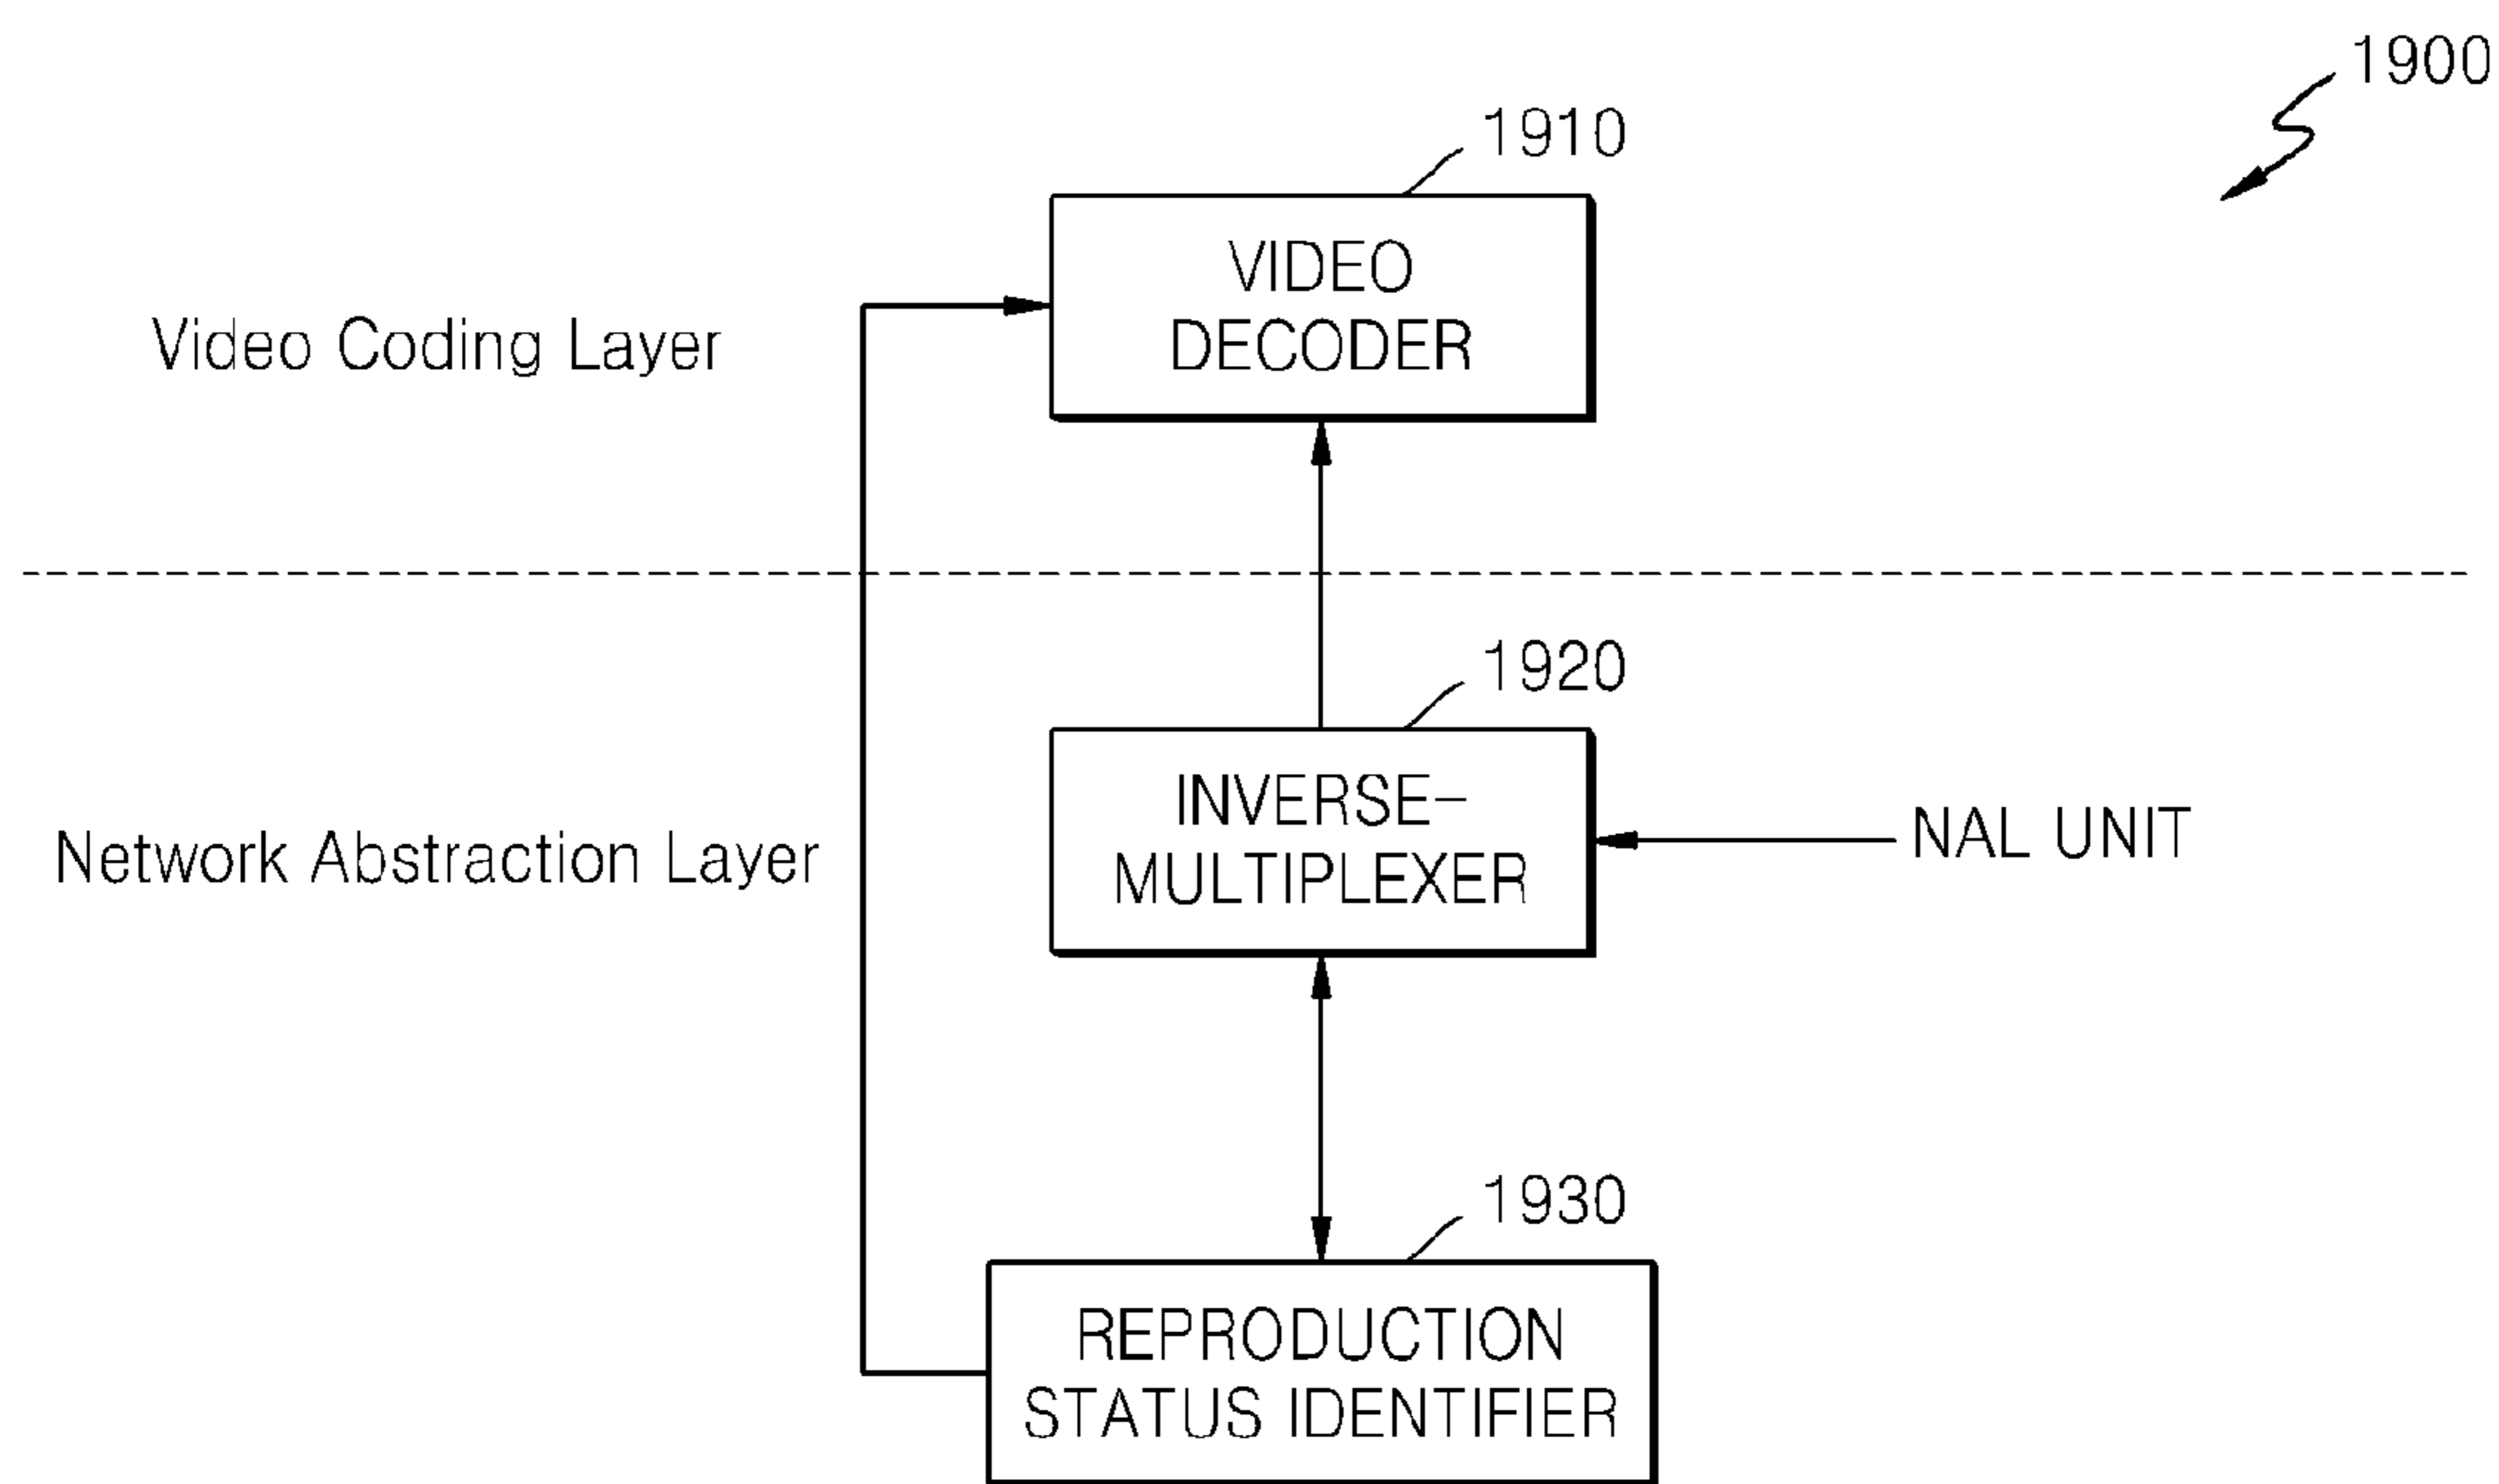 1900
1910
VIDEO
DECODER
Video Coding Layer
1920
INVERSE-
MULTIPLEXER
NAL UNIT
Network Abstraction Layer
1930
REPRODUCTION
STATUS IDENTIFIER